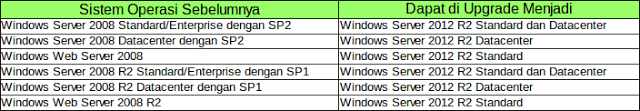 Sistem Operasi Sebelumnya Dapat di Upgrade Menjadi
Windows Server 2008 Standard/Enterprise dengan SP2 Windows Server 2012 R2 Standard dan Datacenter
Windows Server 2008 Datacenter dengan SP2 Windows Server 2012 R2 Datacenter
Windows Web Server 2008 Windows Server 2012 R2 Standard
Windows Server 2008 R2 Standard/Enterprise dengan SP1 Windows Server 2012 R2 Standard dan Datacenter
Windows Server 2008 R2 Datacenter dengan SP1 Windows Server 2012 R2 Datacenter
Windows Web Server 2008 R2 Windows Server 2012 R2 Standard